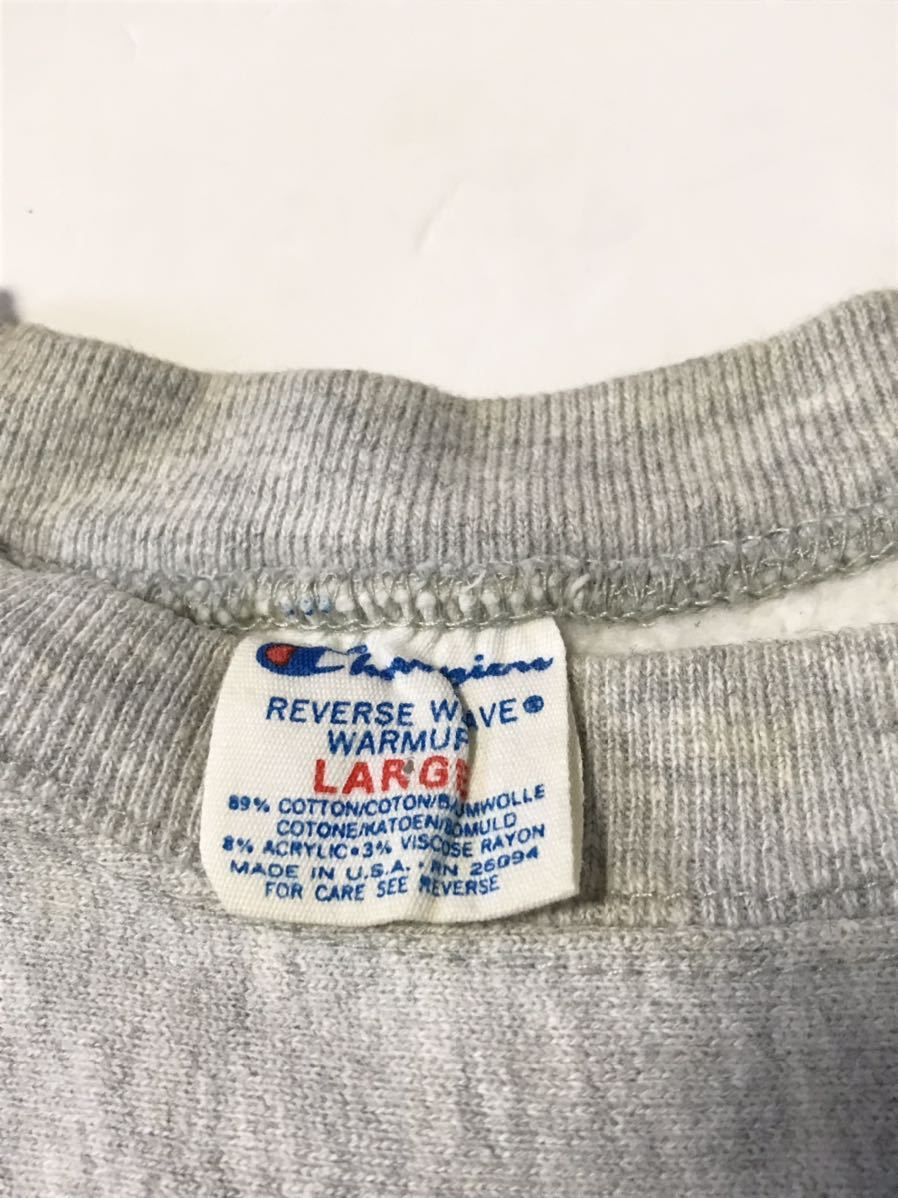 Champion
REVERSE WEAVE®
WARMUP
LARGE
89% COTTON/COTON/BAUMWOLLE
COTONE/KATOEN/BOMULD
8% ACRYLIC•3% VISCOSE RAYON
MADE IN U.S.A. • RN 26094
FOR CARE SEE REVERSE